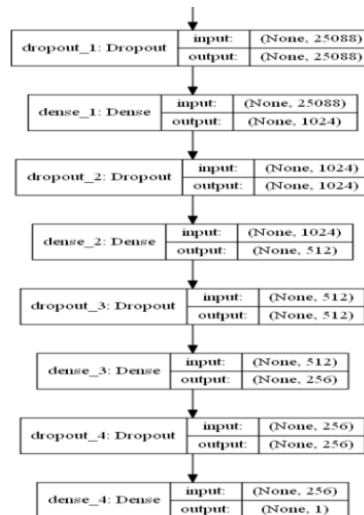 dropout_1: Dropout
input: (None, 25088)
output: (None, 25088)
dense_1: Dense
input: (None, 25088)
output: (None, 1024)
dropout_2: Dropout
input: (None, 1024)
output: (None, 1024)
dense_2: Dense
input: (None, 1024)
output: (None, 512)
dropout_3: Dropout
input: (None, 512)
output: (None, 512)
dense_3: Dense
input: (None, 512)
output: (None, 256)
dropout_4: Dropout
input: (None, 256)
output: (None, 256)
dense_4: Dense
input: (None, 256)
output: (None, 1)